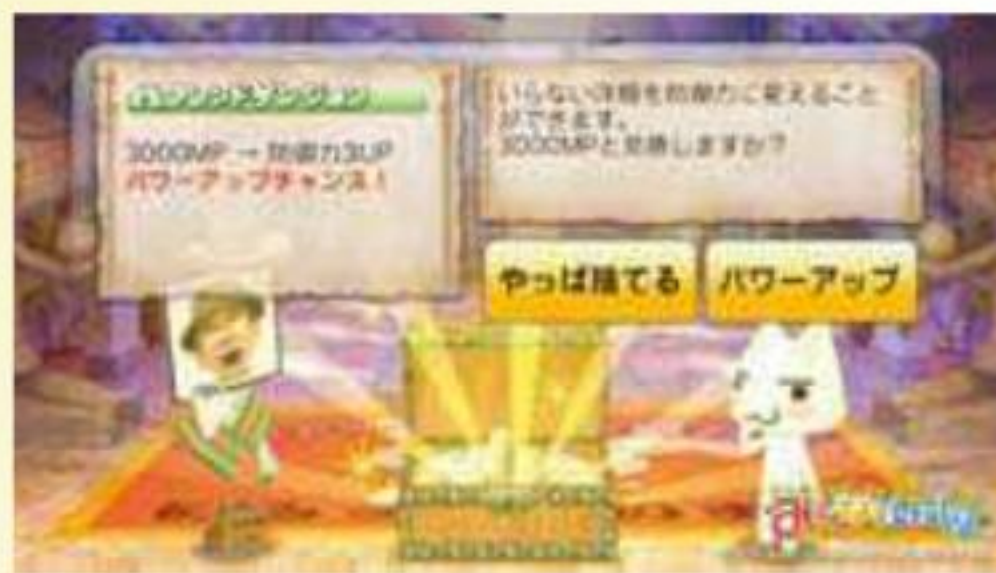 3000MP → 防御力3UP
パワーアップチャンス！
いらない洋服を防御力に変えること
ができます。
3000MPと交換しますか？
やっぱ捨てる
パワーアップ